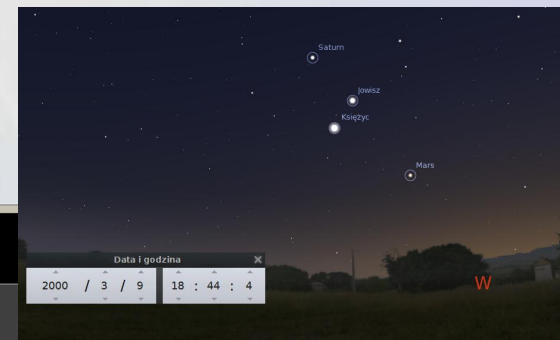 Saturn
Jowisz
Księżyc
Mars
W
Data i godzina
2000 / 3 / 9 18 : 44 : 4